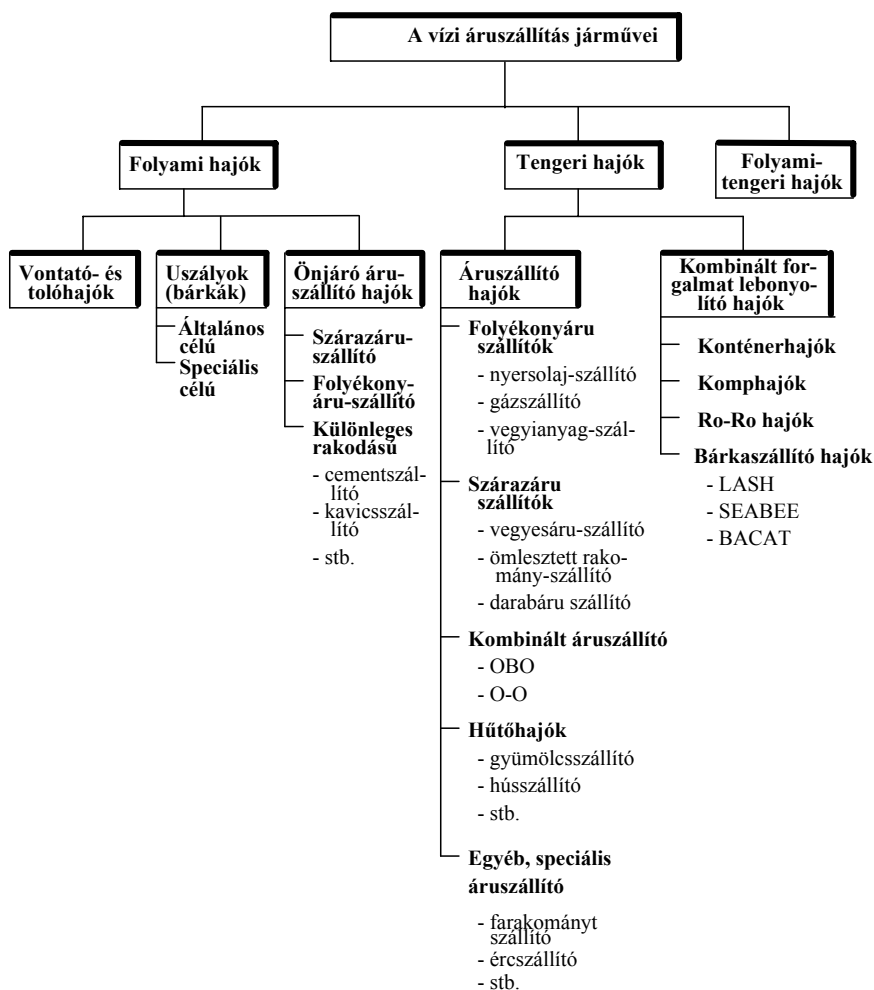 A vízi áruszállítás járművei
Folyami hajók
Tengeri hajók
Folyami-
tengeri hajók
Vontató- és
tolóhajók
Uszályok
(bárkák)
Általános
célú
Speciális
célú
Önjáró áru-
szállító hajók
Szárazáru-
szállító
Folyékony-
áru-szállító
Különleges
rakodású
- cementszál-
lító
- kavicsszál-
lító
- stb.
Áruszállító
hajók
Folyékonyáru
szállítók
- nyersolaj-szállító
- gázszállító
- vegyianyag-szál-
lító
Szárazáru
szállítók
- vegyesáru-szállító
- ömlesztett rako-
mány-szállító
- darabáru szállító
Kombinált áruszállító
- OBO
- O-O
Hűtőhajók
- gyümölcsszállító
- hússzállító
- stb.
Egyéb, speciális
áruszállító
- farakományt
szállító
- ércszállító
- stb.
Kombinált for-
galmat lebonyo-
lító hajók
Konténerhajók
Komphajók
Ro-Ro hajók
Bárkaszállító hajók
- LASH
- SEABEE
- BACAT